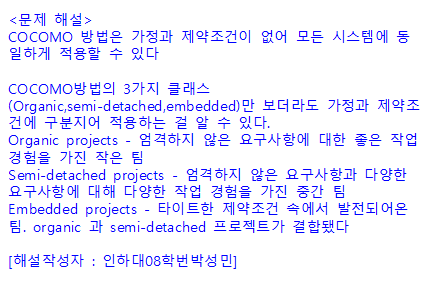 <문제 해설>
COCOMO 방법은 가정과 제약조건이 없어 모든 시스템에 동
일하게 적용할 수 있다
COCOMO방법의 3가지 클래스
(Organic,semi-detached,embedded)만 보더라도 가정과 제약조
건에 구분지어 적용하는 걸 알 수 있다.
Organic projects - 엄격하지 않은 요구사항에 대한 좋은 작업
경험을 가진 작은 팀
Semi-detached projects - 엄격하지 않은 요구사항과 다양한
요구사항에 대해 다양한 작업 경험을 가진 중간 팀
Embedded projects - 타이트한 제약조건 속에서 발전되어온
팀. organic 과 semi-detached 프로젝트가 결합됐다
[해설작성자 : 인하대08학번박성민]